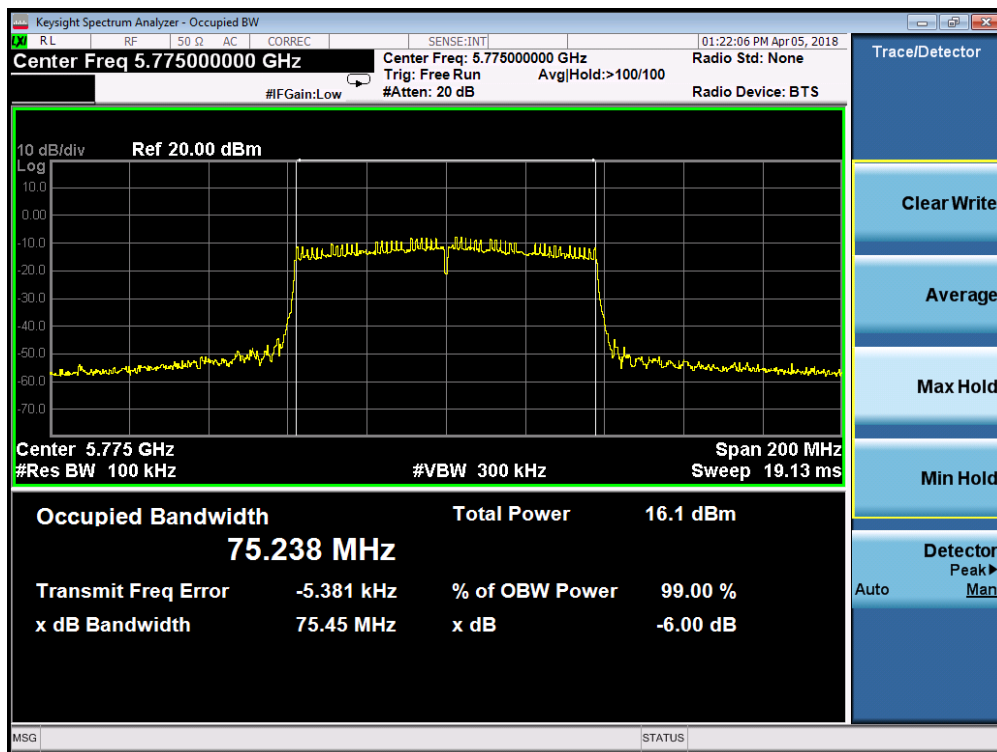 Keysight Spectrum Analyzer - Occupied BW
LXI RL RF 50 Ω AC CORREC SENSE:INT 01:22:06 PM Apr 05, 2018
Center Freq 5.775000000 GHz
Center Freq: 5.775000000 GHz
Radio Std: None
Trig: Free Run Avg|Hold:>100/100
#IFGain:Low
#Atten: 20 dB
Radio Device: BTS
10 dB/div Ref 20.00 dBm
Log
10.0
0.00
-10.0
-20.0
-30.0
-40.0
-50.0
-60.0
-70.0
Center 5.775 GHz Span 200 MHz
#Res BW 100 kHz #VBW 300 kHz Sweep 19.13 ms
Occupied Bandwidth Total Power 16.1 dBm
75.238 MHz
Transmit Freq Error -5.381 kHz % of OBW Power 99.00 %
x dB Bandwidth 75.45 MHz x dB -6.00 dB
MSG STATUS
Trace/Detector
Clear Write
Average
Max Hold
Min Hold
Detector
Peak▶
Auto Man